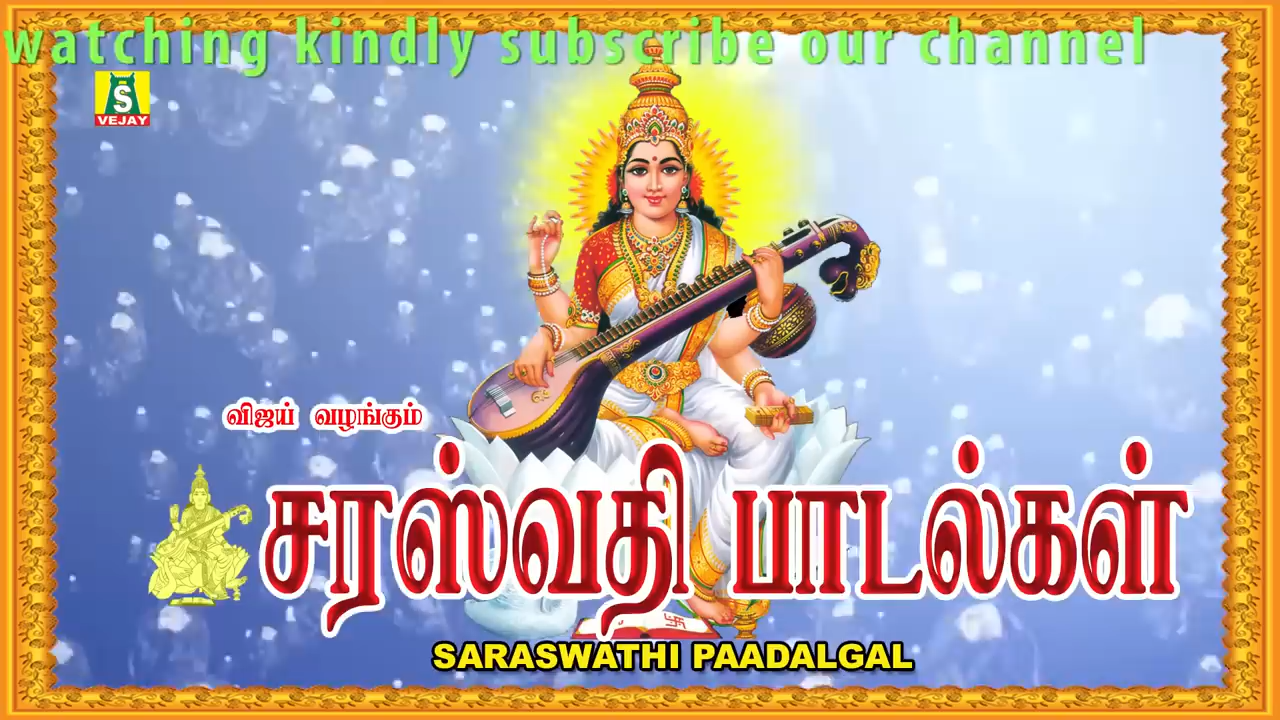 watching kindly subscribe our channel
S
VEJAY
விஜய் வழங்கும்
சரஸ்வதி பாடல்கள்
SARASWATHI PAADALGAL